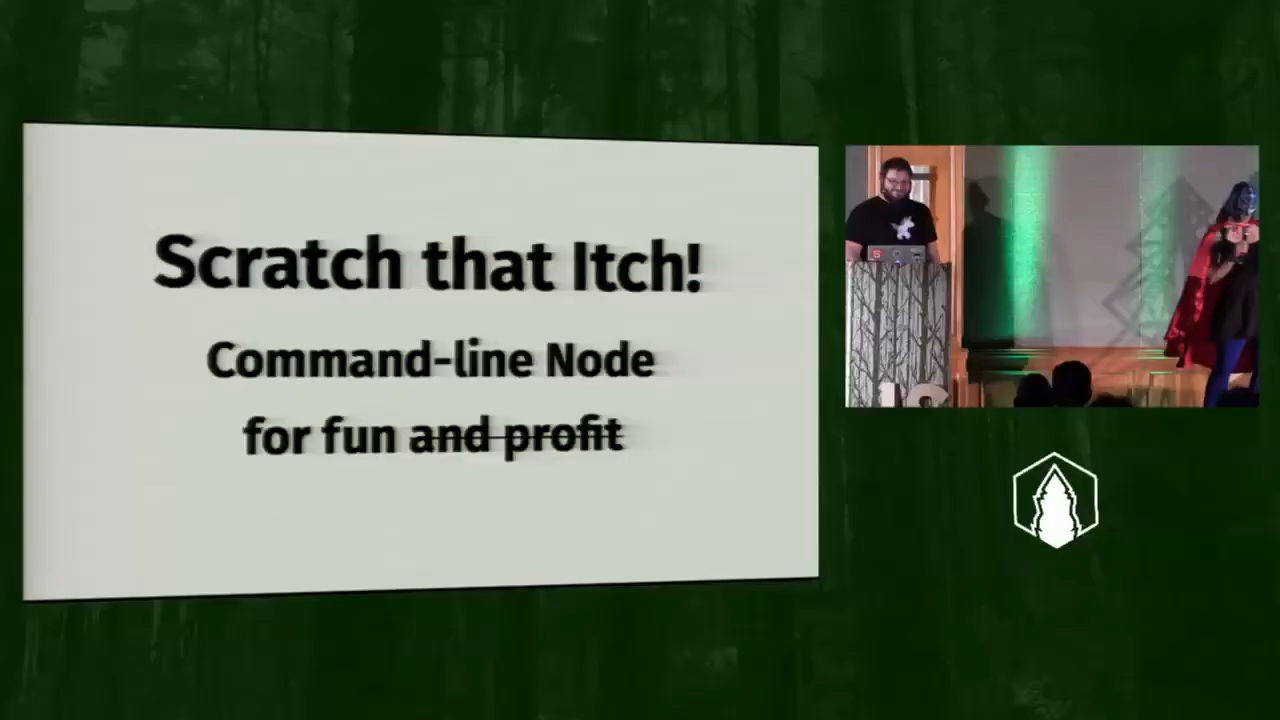 Scratch that Itch!
Command-line Node
for fun and profit